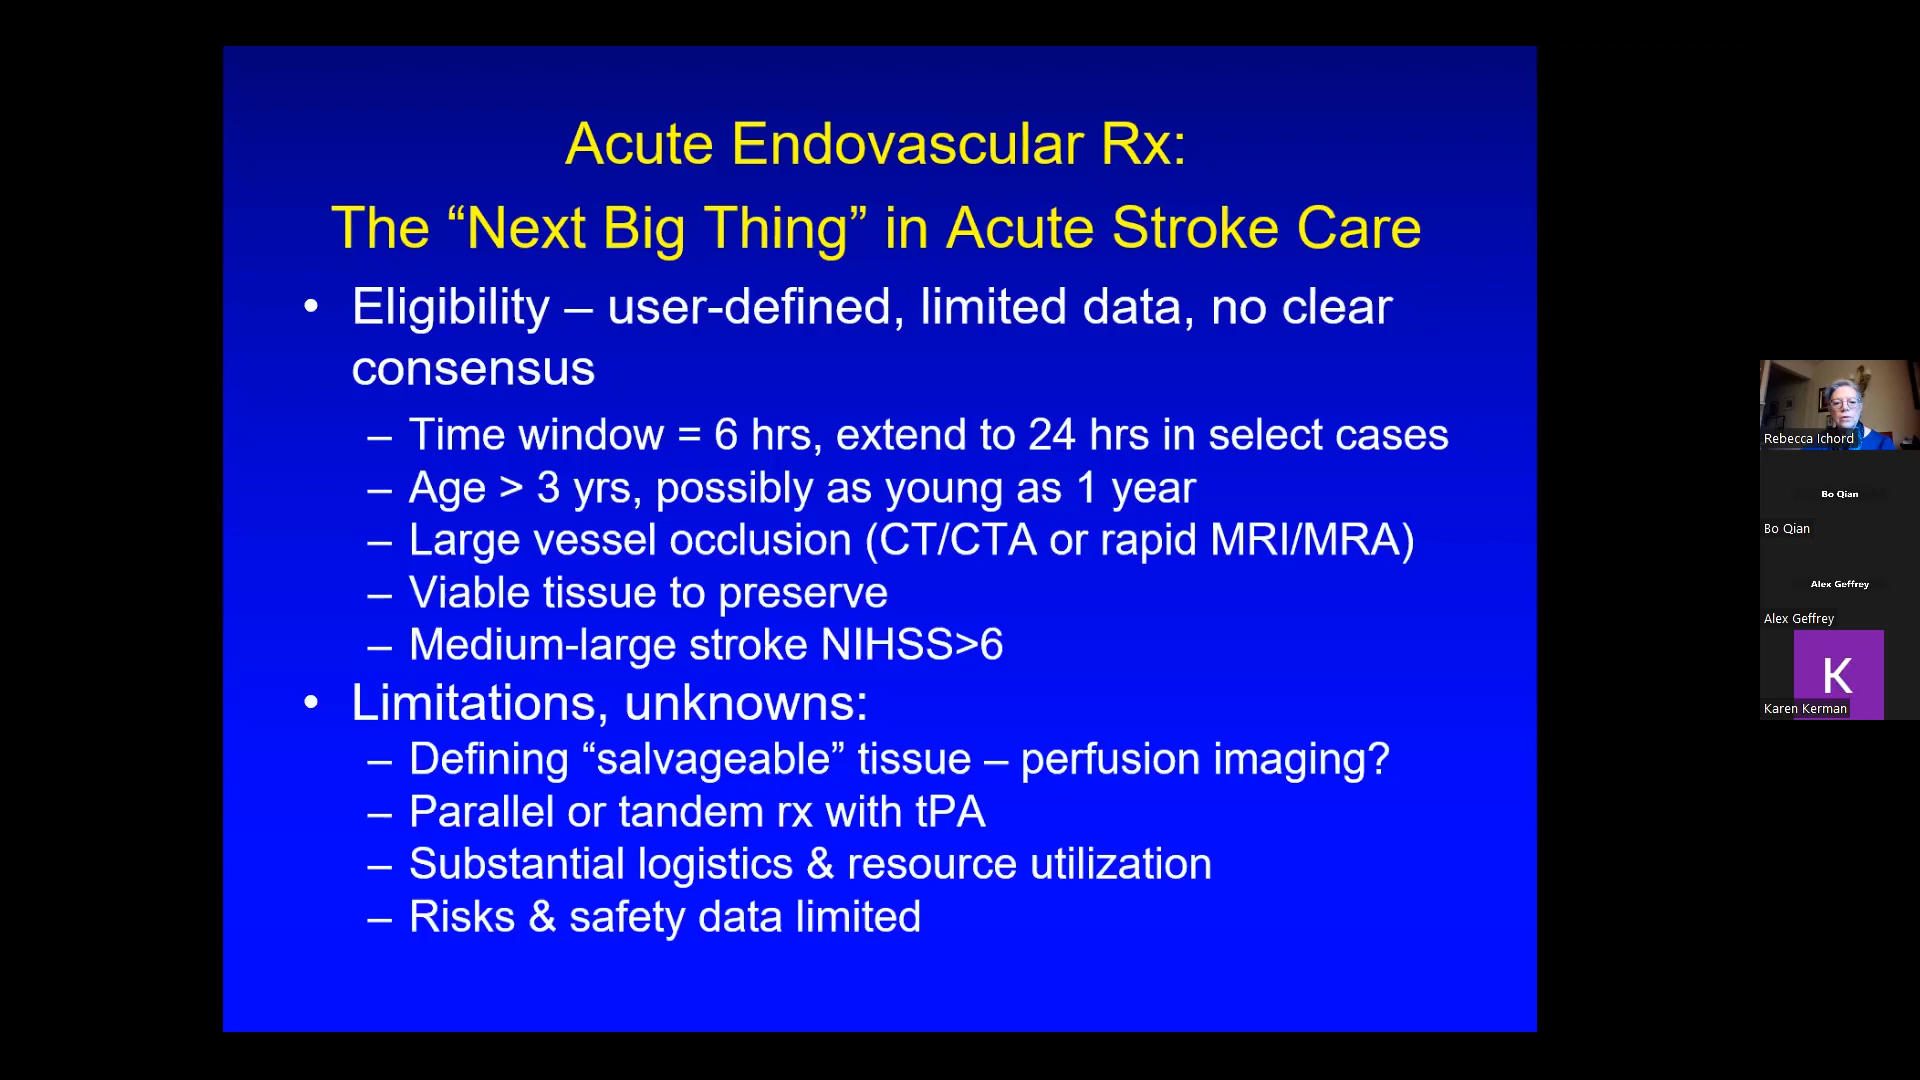 Acute Endovascular Rx:
The “Next Big Thing” in Acute Stroke Care
• Eligibility – user-defined, limited data, no clear
consensus
– Time window = 6 hrs, extend to 24 hrs in select cases
– Age > 3 yrs, possibly as young as 1 year
– Large vessel occlusion (CT/CTA or rapid MRI/MRA)
– Viable tissue to preserve
– Medium-large stroke NIHSS>6
• Limitations, unknowns:
– Defining “salvageable” tissue – perfusion imaging?
– Parallel or tandem rx with tPA
– Substantial logistics & resource utilization
– Risks & safety data limited
Rebecca Ichord
Bo Qian
Bo Qian
Alex Geffrey
Alex Geffrey
K
Karen Kerman